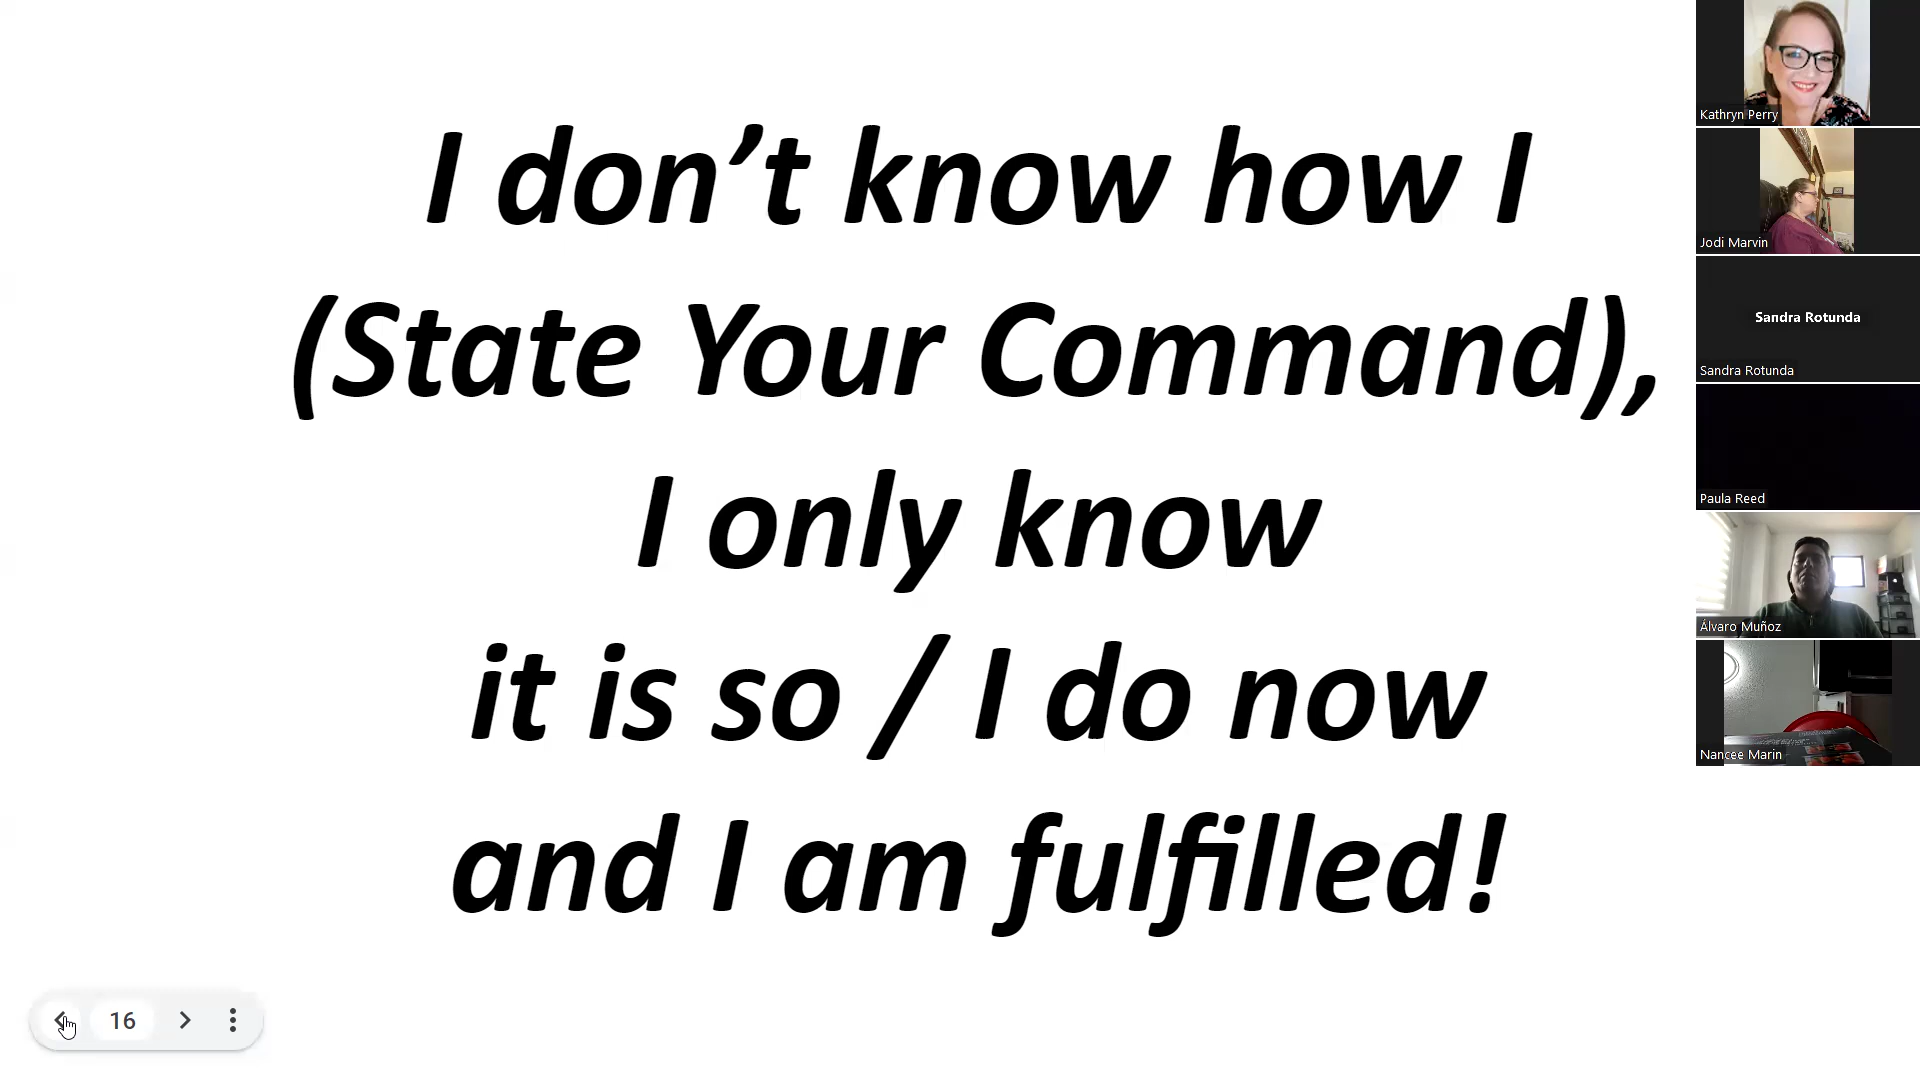 I don’t know how I
(State Your Command),
I only know
it is so / I do now
and I am fulfilled!
16
Kathryn Perry
Jodi Marvin
Sandra Rotunda
Sandra Rotunda
Paula Reed
Álvaro Muñoz
Nancee Marin